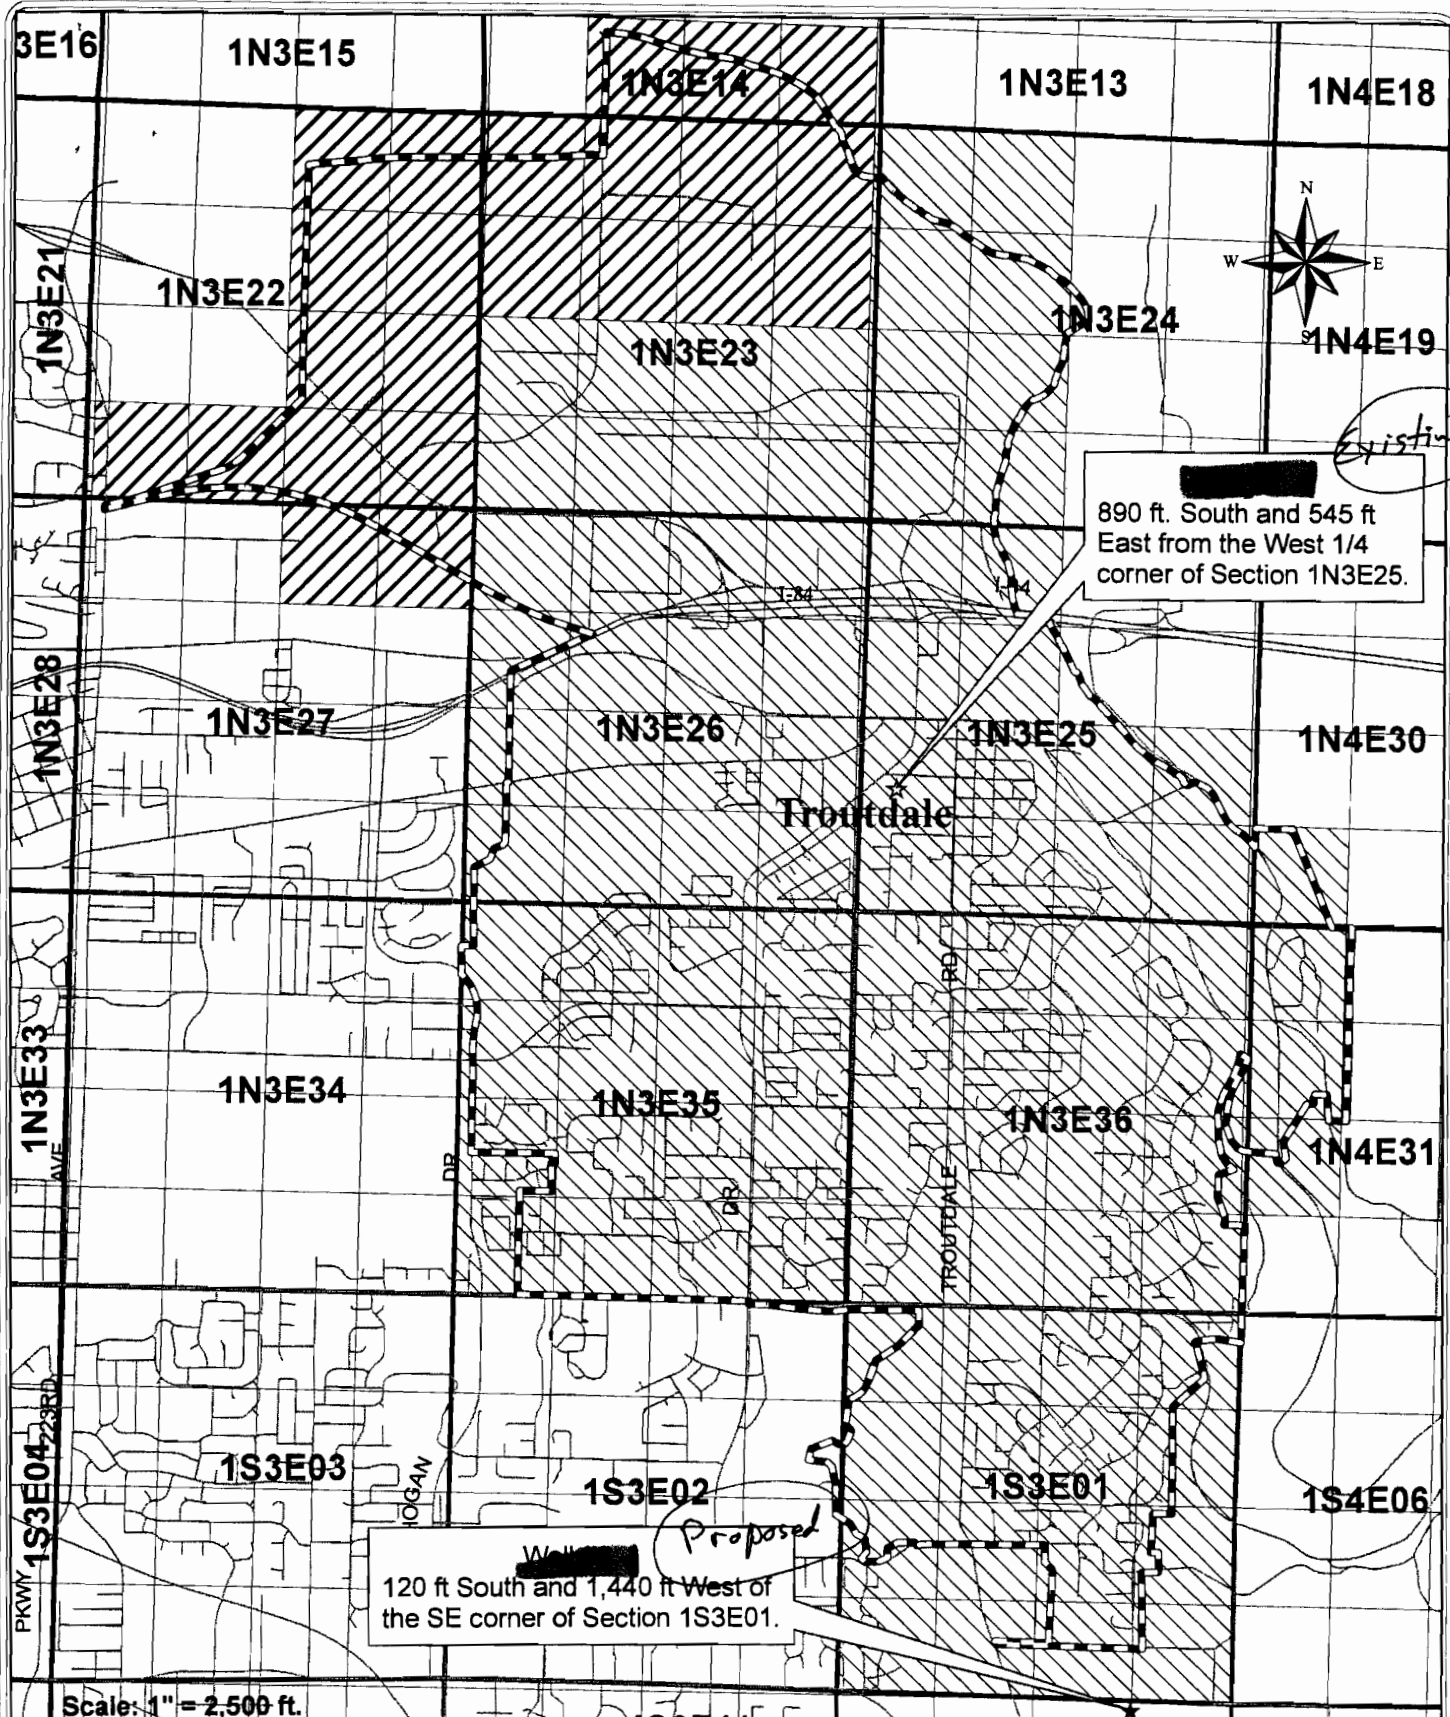 3E16
1N3E15
1N3E14
1N3E13
1N4E18
N
W
E
S
1N3E21
1N3E22
1N3E24
1N4E19
1N3E23
Existin
890 ft. South and 545 ft
East from the West 1/4
corner of Section 1N3E25.
I-84
I-84
1N3E28
1N3E27
1N3E26
1N3E25
1N4E30
Troutdale
RD
1N3E33
1N3E34
1N3E35
1N3E36
1N4E31
AVE
DR
DR
TROUTDALE
223RD
1S3E04
1S3E03
HOGAN
1S3E02
1S3E01
1S4E06
Proposed
120 ft South and 1,440 ft West of
the SE corner of Section 1S3E01.
PKWY
Scale: 1" = 2,500 ft.